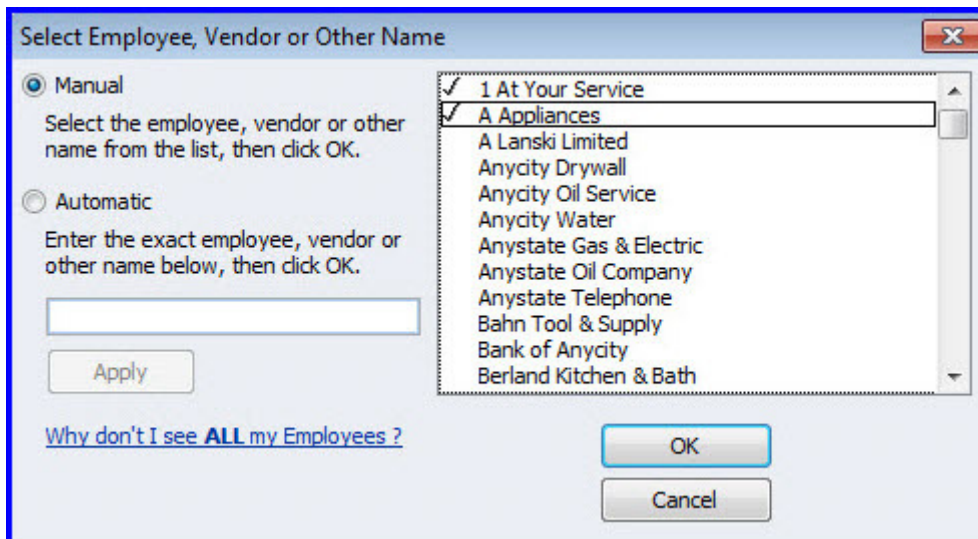 Select Employee, Vendor or Other Name
Manual
Select the employee, vendor or other
name from the list, then click OK.
Automatic
Enter the exact employee, vendor or
other name below, then click OK.
Apply
Why don't I see ALL my Employees ?
1 At Your Service
A Appliances
A Lanski Limited
Anycity Drywall
Anycity Oil Service
Anycity Water
Anystate Gas & Electric
Anystate Oil Company
Anystate Telephone
Bahn Tool & Supply
Bank of Anycity
Berland Kitchen & Bath
OK
Cancel